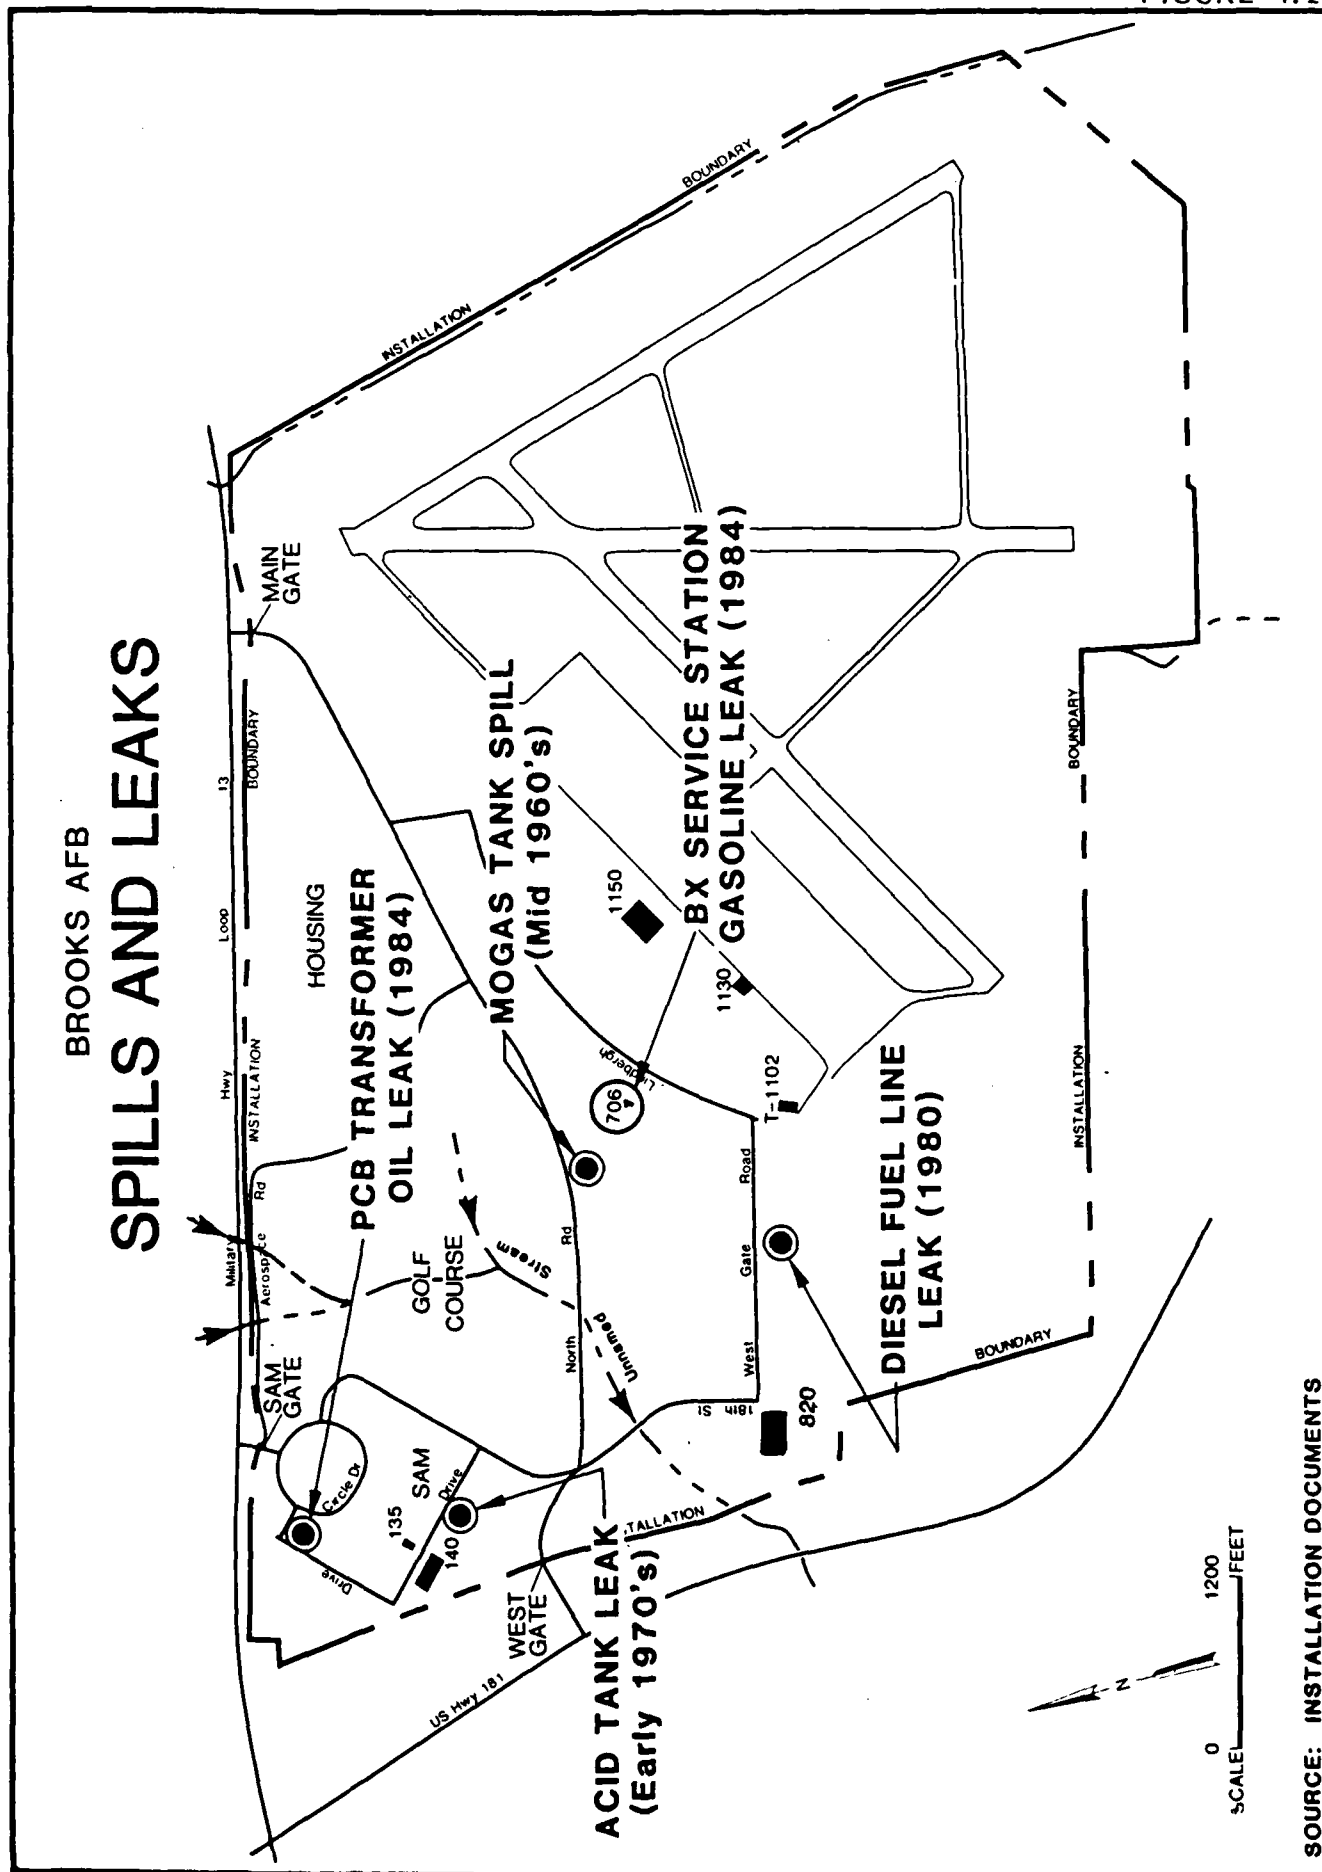 BROOKS AFB
SPILLS AND LEAKS
Military
Hwy
Loop
13
Aerospace
Rd
INSTALLATION
BOUNDARY
INSTALLATION
BOUNDARY
MAIN
GATE
SAM
GATE
HOUSING
PCB TRANSFORMER
OIL LEAK (1984)
GOLF
COURSE
Circle Dr
Drive
135
SAM
Drive
140
Stream
Unnamed
North
Rd
MOGAS TANK SPILL
(Mid 1960's)
WEST
GATE
US Hwy 181
ACID TANK LEAK
(Early 1970's)
TALLATION
706
Lindbergh
1150
1130
BX SERVICE STATION
GASOLINE LEAK (1984)
18th
St
West
Gate
Road
T-1102
820
DIESEL FUEL LINE
LEAK (1980)
BOUNDARY
INSTALLATION
BOUNDARY
N
0
1200
SCALE
FEET
SOURCE: INSTALLATION DOCUMENTS